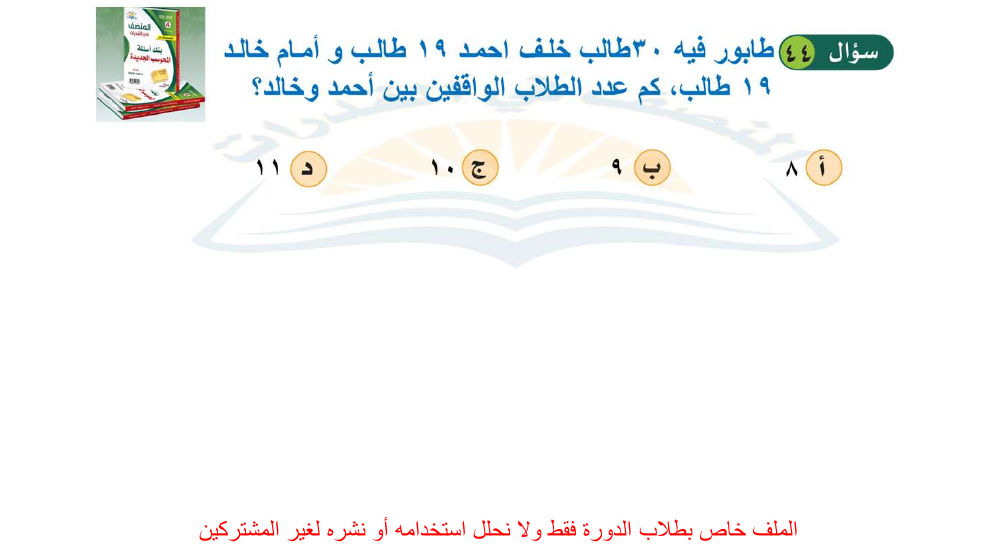 سؤال ٤٤ طابور فيه ٣٠طالب خلف احمد ١٩ طالب و أمام خالد
١٩ طالب، كم عدد الطلاب الواقفين بين أحمد وخالد؟
أ ٨ ب ٩ ج ١٠ د ١١
المنصف
بنك أسئلة
المحوسب الجديدة
الملف خاص بطلاب الدورة فقط ولا نحلل استخدامه أو نشره لغير المشتركين